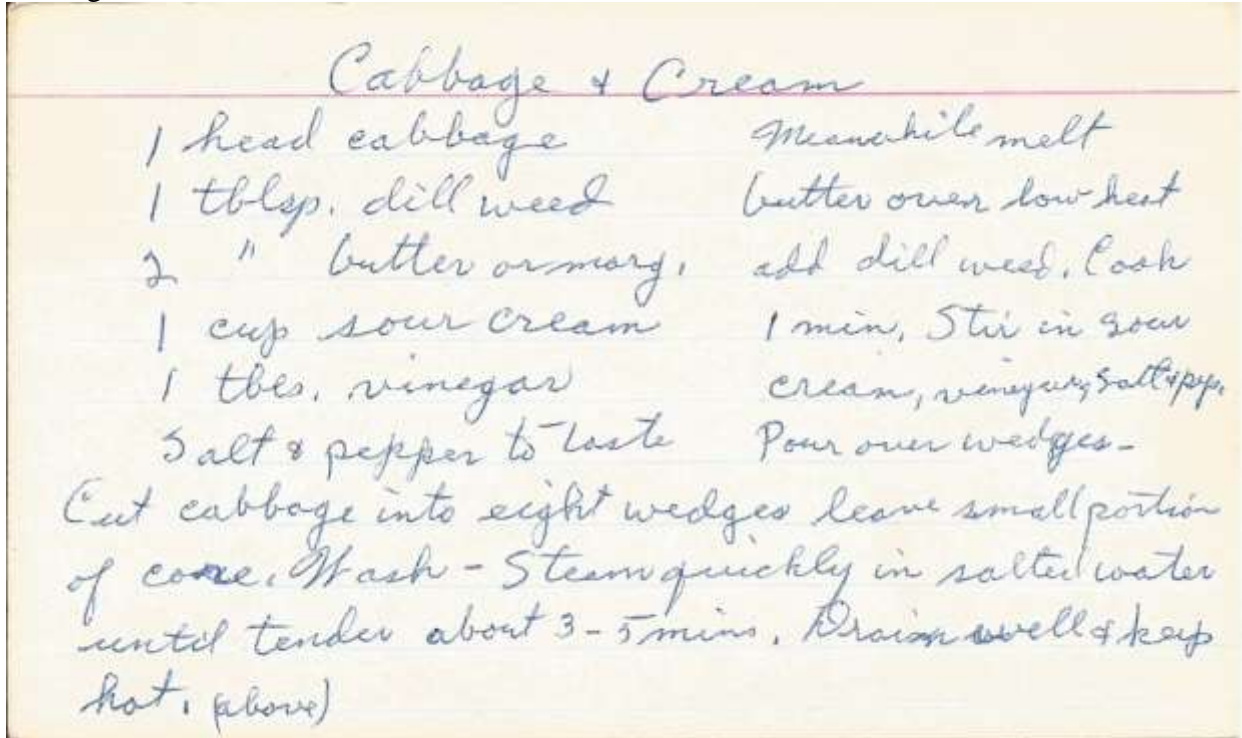 Cabbage & Cream
1 head cabbage
1 tblsp. dill weed
2 " butter or marg.
1 cup sour cream
1 tbls. vinegar
Salt & pepper to taste
Cut cabbage into eight wedges leave small portion
of core. Wash - Steam quickly in salted water
until tender about 3-5 mins. Drain well & keep
hot. (above)
Meanwhile melt
butter over low heat
add dill weed. Cook
1 min, Stir in sour
cream, vinegar, salt & pep.
Pour over wedges-